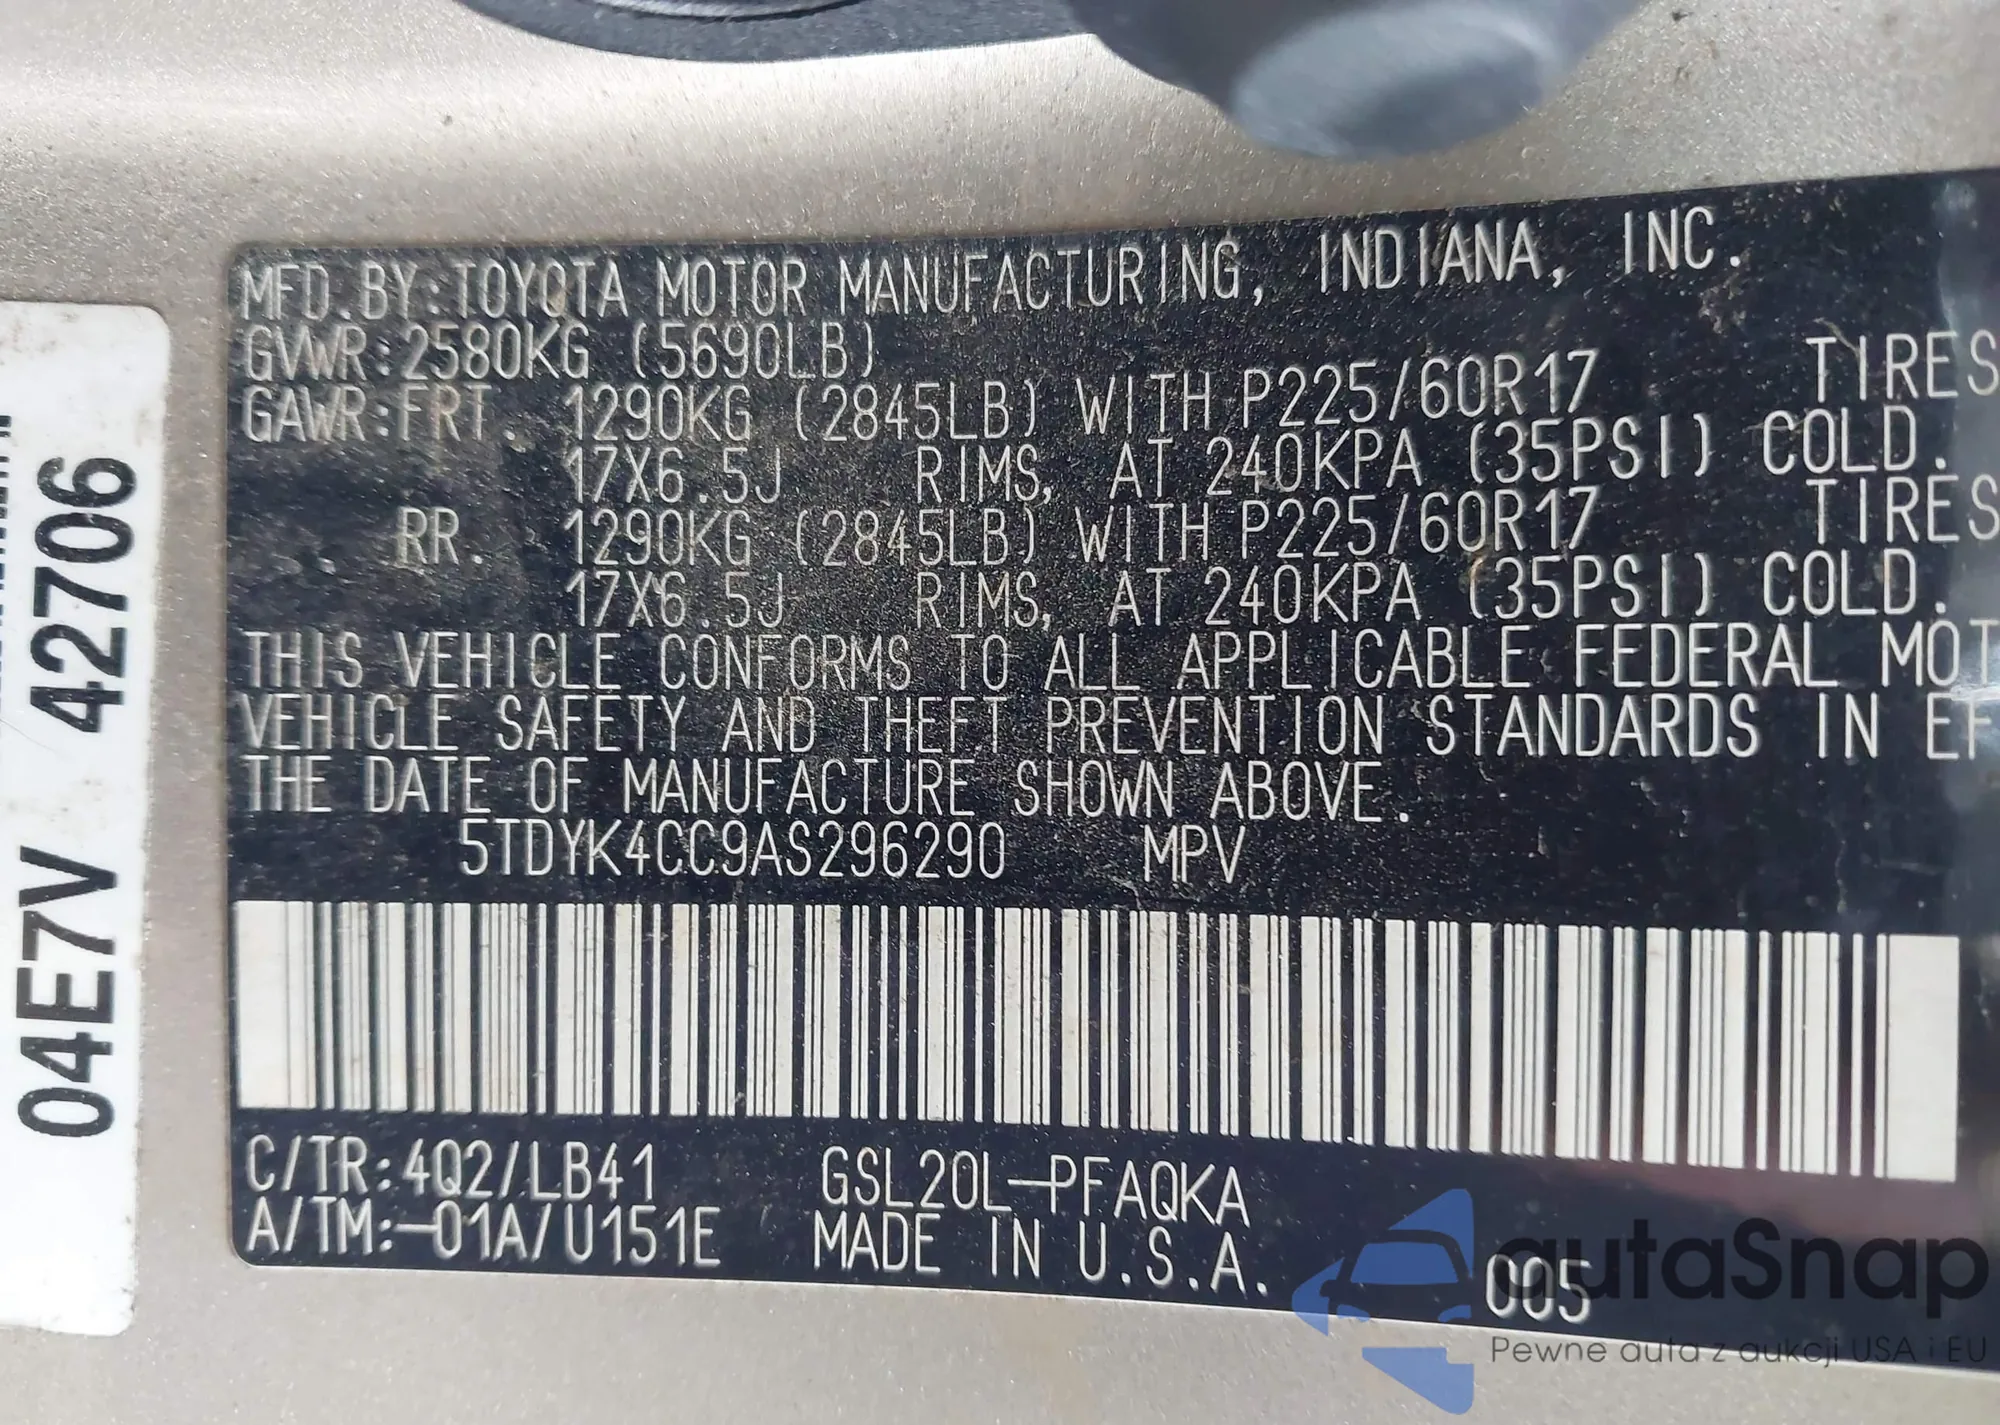 MFD.BY:TOYOTA MOTOR MANUFACTURING, INDIANA, INC.
GVWR:2580KG (5690LB)
GAWR:FRT. 1290KG (2845LB) WITH P225/60R17 TIRES
17X6.5J RIMS, AT 240KPA (35PSI) COLD.
RR 1290KG (2845LB) WITH P225/60R17 TIRES
17X6.5J RIMS, AT 240KPA (35PSI) COLD.
THIS VEHICLE CONFORMS TO ALL APPLICABLE FEDERAL MOT
VEHICLE SAFETY AND THEFT PREVENTION STANDARDS IN EF
THE DATE OF MANUFACTURE SHOWN ABOVE.
5TDYK4CC9AS296290 MPV
C/TR:4Q2/LB41 GSL20L-PFAQKA
A/TM:-01A/U151E MADE IN U.S.A. 005
04E7V 42706
autaSnap
Pewne auta z aukcji USA i EU